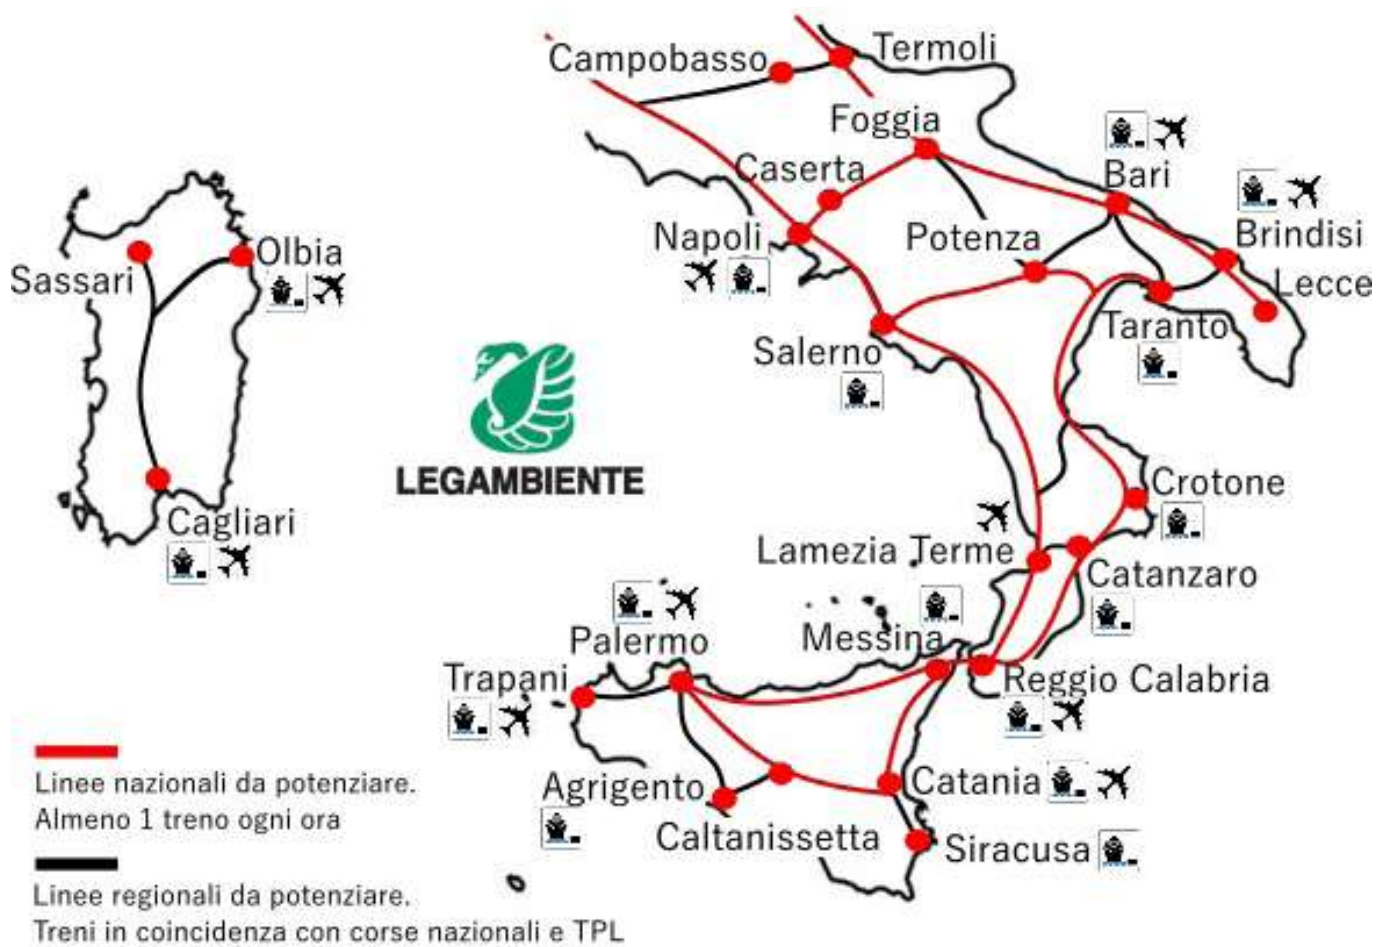 Campobasso
Termoli
Foggia
Caserta
Bari
Napoli
Potenza
Brindisi
Lecce
Sassari
Olbia
Salerno
Taranto
LEGAMBIENTE
Cagliari
Crotone
Lamezia Terme
Catanzaro
Palermo
Messina
Trapani
Reggio Calabria
Agrigento
Catania
Caltanissetta
Siracusa
Linee nazionali da potenziare.
Almeno 1 treno ogni ora
Linee regionali da potenziare.
Treni in coincidenza con corse nazionali e TPL